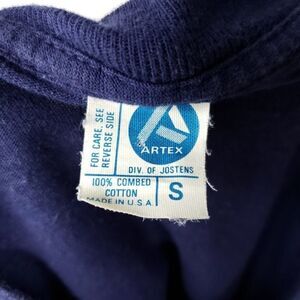 FOR CARE, SEE
REVERSE SIDE
ARTEX
DIV. OF JOSTENS
100% COMBED
COTTON
MADE IN U.S.A.
S